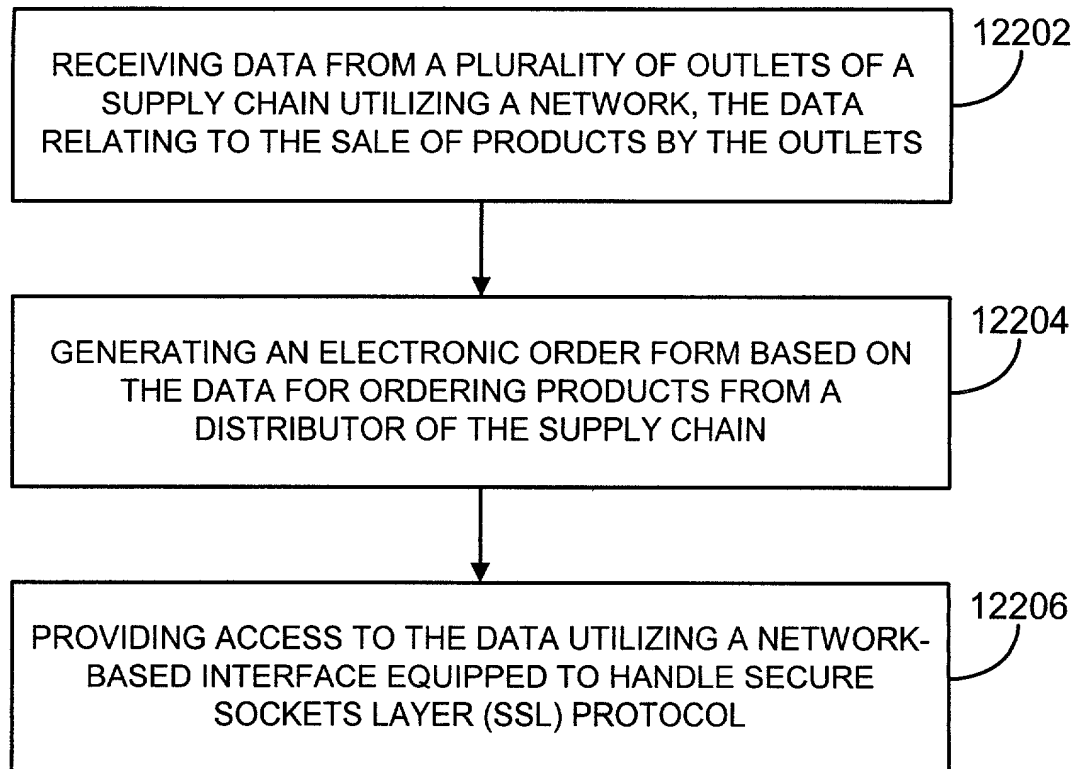 12202
RECEIVING DATA FROM A PLURALITY OF OUTLETS OF A
SUPPLY CHAIN UTILIZING A NETWORK, THE DATA
RELATING TO THE SALE OF PRODUCTS BY THE OUTLETS
12204
GENERATING AN ELECTRONIC ORDER FORM BASED ON
THE DATA FOR ORDERING PRODUCTS FROM A
DISTRIBUTOR OF THE SUPPLY CHAIN
12206
PROVIDING ACCESS TO THE DATA UTILIZING A NETWORK-
BASED INTERFACE EQUIPPED TO HANDLE SECURE
SOCKETS LAYER (SSL) PROTOCOL